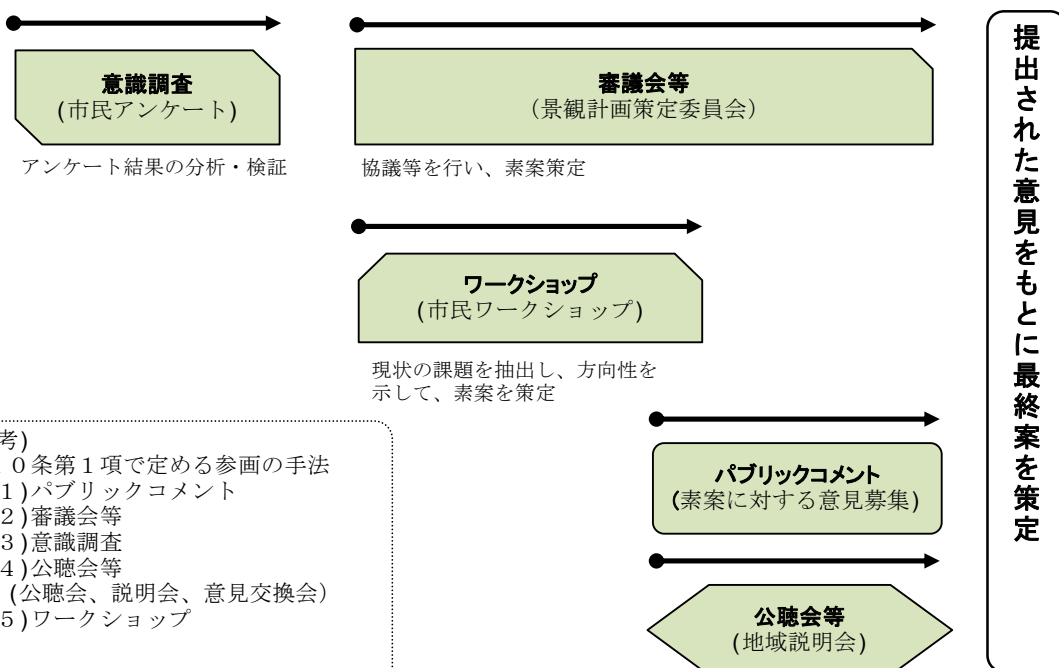 意識調査
(市民アンケート)
アンケート結果の分析・検証
審議会等
（景観計画策定委員会）
協議等を行い、素案策定
ワークショップ
(市民ワークショップ)
現状の課題を抽出し、方向性を
示して、素案を策定
パブリックコメント
(素案に対する意見募集)
公聴会等
(地域説明会)
考)
０条第１項で定める参画の手法
１)パブリックコメント
２)審議会等
３)意識調査
４)公聴会等
(公聴会、説明会、意見交換会）
５)ワークショップ
提出された意見をもとに最終案を策定